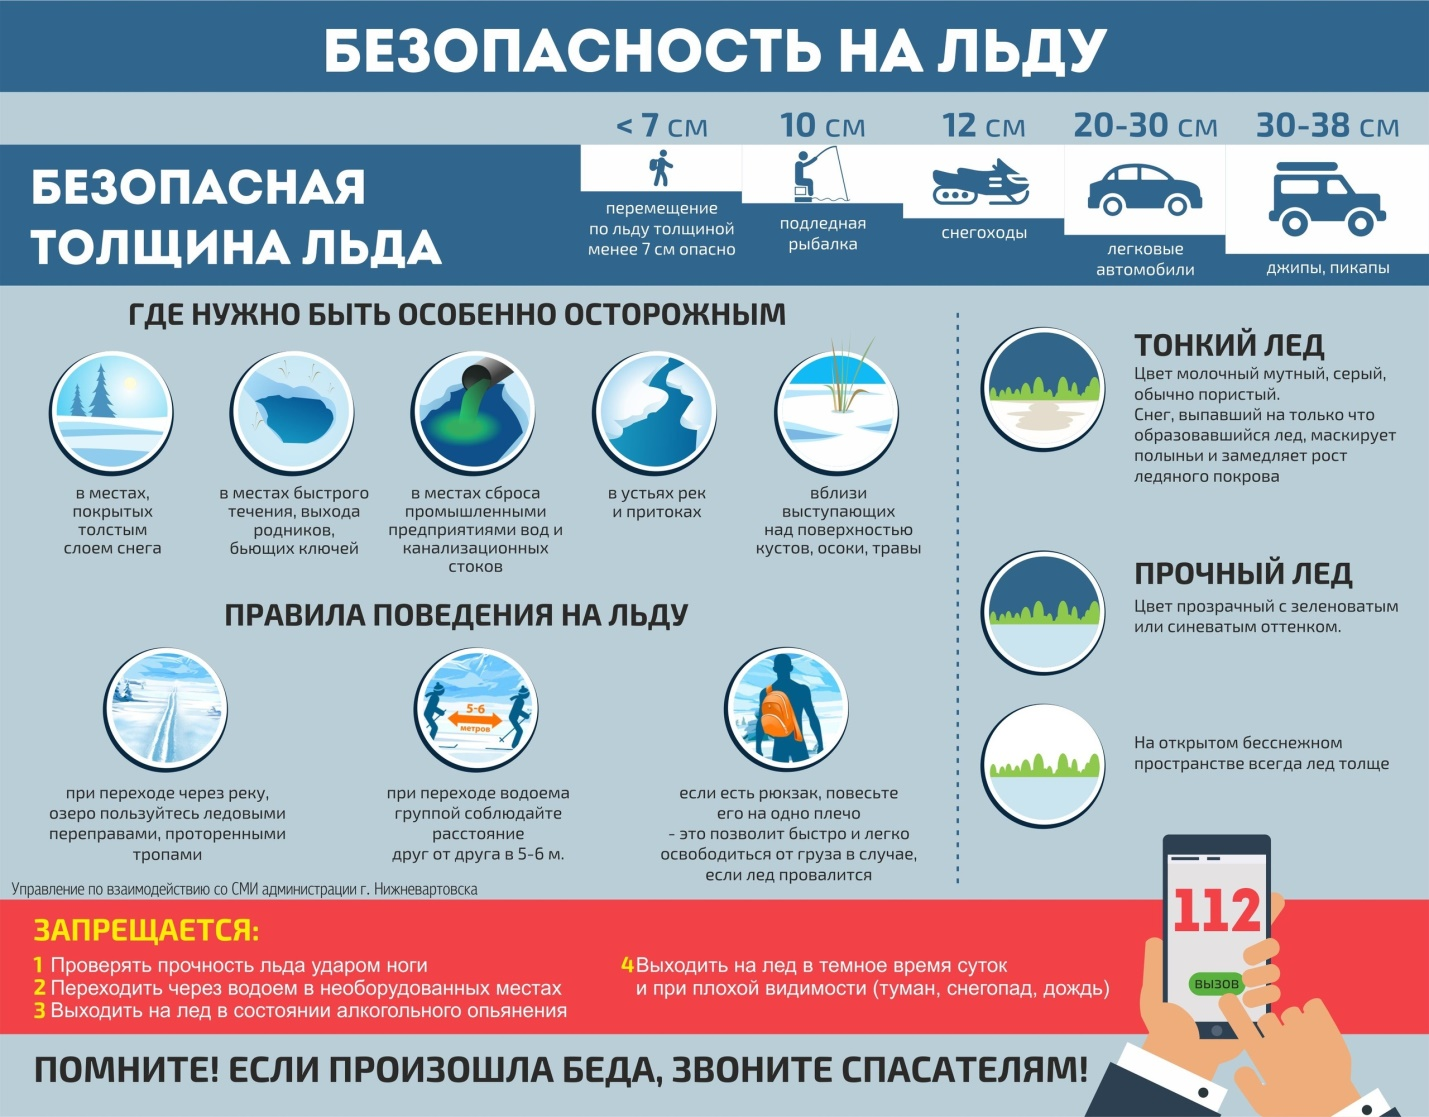 БЕЗОПАСНОСТЬ НА ЛЬДУ
БЕЗОПАСНАЯ
ТОЛЩИНА ЛЬДА
< 7 СМ
перемещение
по льду толщиной
менее 7 см опасно
10 СМ
подледная
рыбалка
12 СМ
снегоходы
20-30 СМ
легковые
автомобили
30-38 СМ
джипы, пикапы
ГДЕ НУЖНО БЫТЬ ОСОБЕННО ОСТОРОЖНЫМ
в местах,
покрытых
толстым
слоем снега
в местах быстрого
течения, выхода
родников,
бьющих ключей
в местах сброса
промышленными
предприятиями вод и
канализационных
стоков
в устьях рек
и притоках
вблизи
выступающих
над поверхностью
кустов, осоки, травы
ПРАВИЛА ПОВЕДЕНИЯ НА ЛЬДУ
при переходе через реку,
озеро пользуйтесь ледовыми
переправами, проторенными
тропами
5-6
метров
при переходе водоема
группой соблюдайте
расстояние
друг от друга в 5-6 м.
если есть рюкзак, повесьте
его на одно плечо
- это позволит быстро и легко
освободиться от груза в случае,
если лед провалится
ТОНКИЙ ЛЕД
Цвет молочный мутный, серый,
обычно пористый.
Снег, выпавший на только что
образовавшийся лед, маскирует
полыньи и замедляет рост
ледяного покрова
ПРОЧНЫЙ ЛЕД
Цвет прозрачный с зеленоватым
или синеватым оттенком.
На открытом бесснежном
пространстве всегда лед толще
Управление по взаимодействию со СМИ администрации г. Нижневартовска
ЗАПРЕЩАЕТСЯ:
1 Проверять прочность льда ударом ноги
2 Переходить через водоем в необорудованных местах
3 Выходить на лед в состоянии алкогольного опьянения
4 Выходить на лед в темное время суток
и при плохой видимости (туман, снегопад, дождь)
112
вызов
ПОМНИТЕ! ЕСЛИ ПРОИЗОШЛА БЕДА, ЗВОНИТЕ СПАСАТЕЛЯМ!